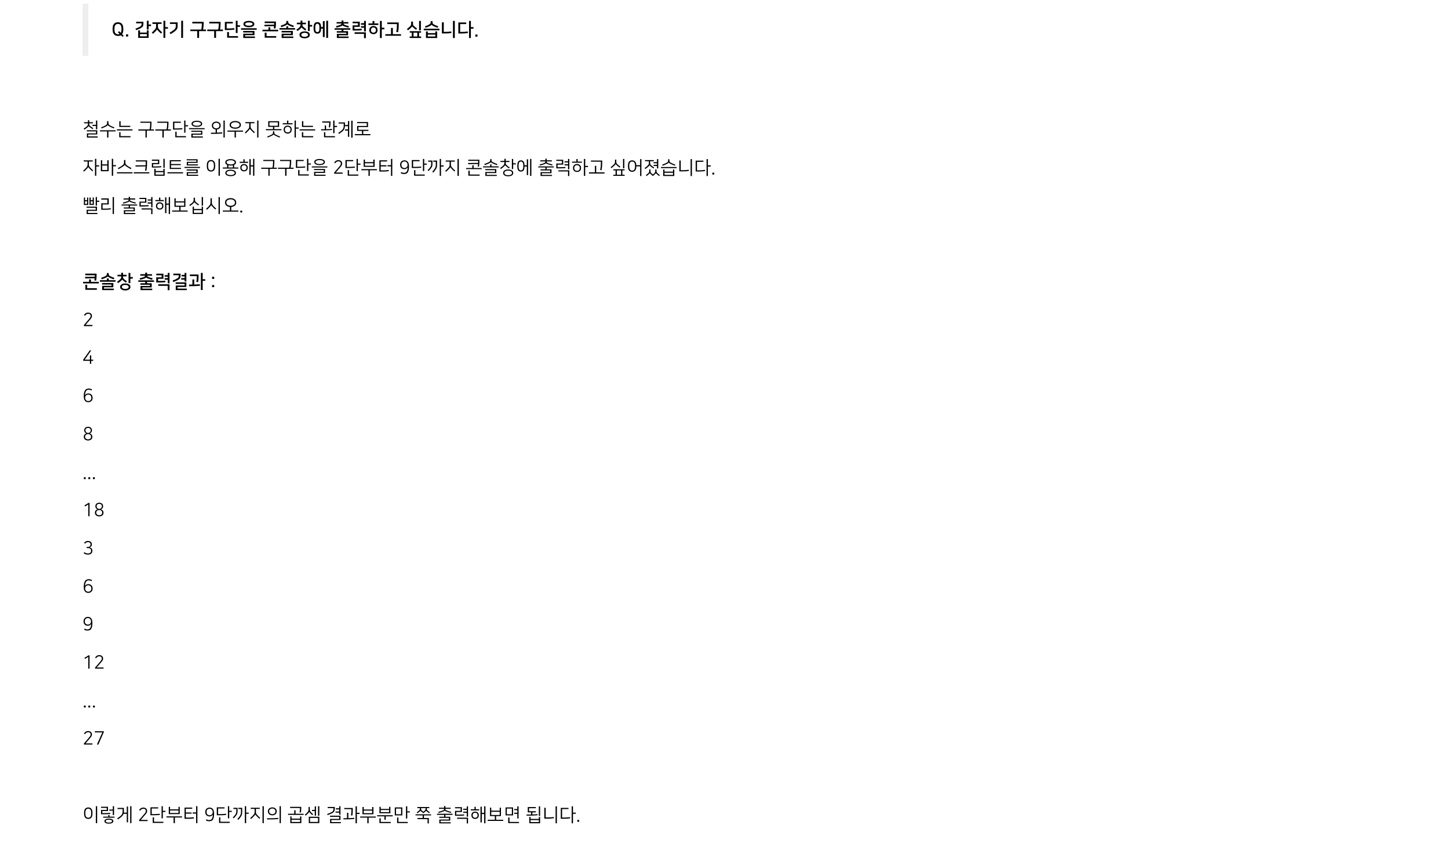 Q. 갑자기 구구단을 콘솔창에 출력하고 싶습니다.
철수는 구구단을 외우지 못하는 관계로
자바스크립트를 이용해 구구단을 2단부터 9단까지 콘솔창에 출력하고 싶어졌습니다.
빨리 출력해보십시오.
콘솔창 출력결과 :
2
4
6
8
...
18
3
6
9
12
...
27
이렇게 2단부터 9단까지의 곱셈 결과부분만 쭉 출력해보면 됩니다.